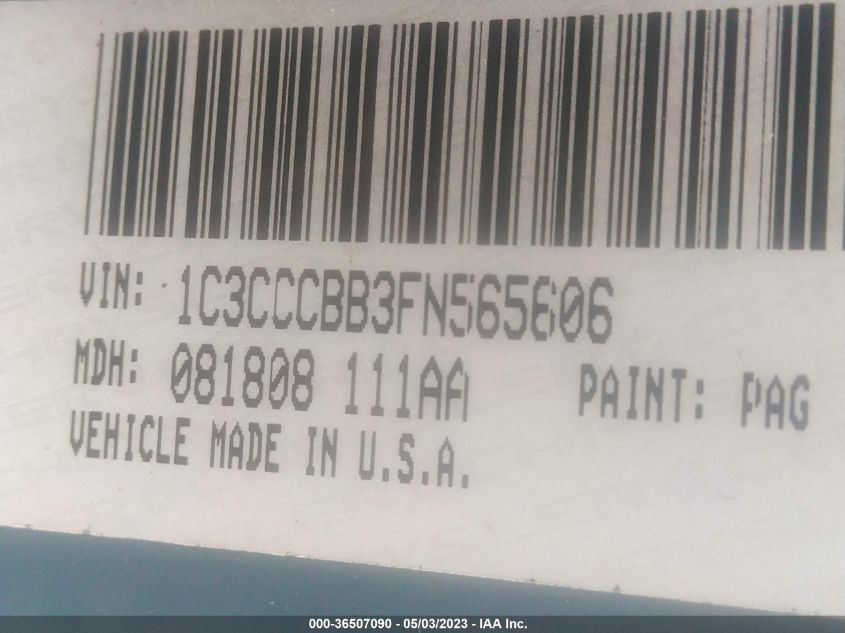 VIN: 1C3CCCBB3FN565606
MDH: 081808 111AA PAINT: PAG
VEHICLE MADE IN U.S.A.
000-36507090 - 05/03/2023 - IAA Inc.